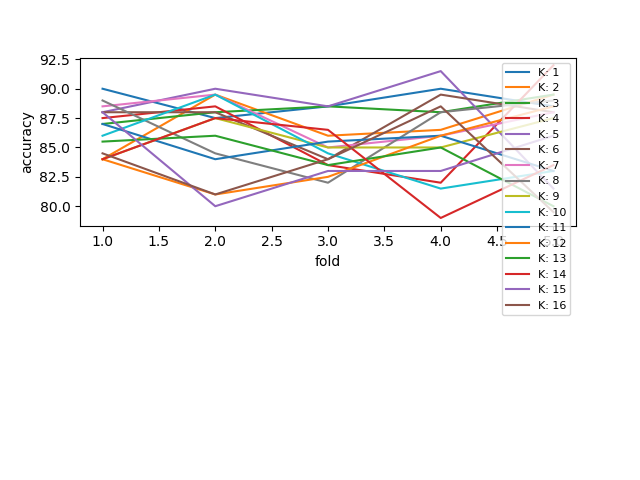 92.5
90.0
87.5
85.0
82.5
80.0
accuracy
1.0 1.5 2.0 2.5 3.0 3.5 4.0 4.5 5.0
fold
K: 1
K: 2
K: 3
K: 4
K: 5
K: 6
K: 7
K: 8
K: 9
K: 10
K: 11
K: 12
K: 13
K: 14
K: 15
K: 16